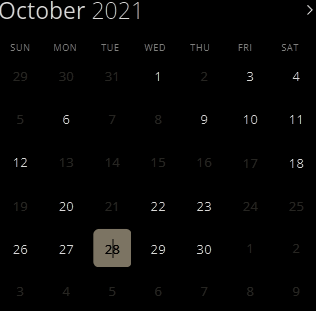 October 2021
SUN MON TUE WED THU FRI SAT
29 30 31 1 2 3 4
5 6 7 8 9 10 11
12 13 14 15 16 17 18
19 20 21 22 23 24 25
26 27 28 29 30 1 2
3 4 5 6 7 8 9